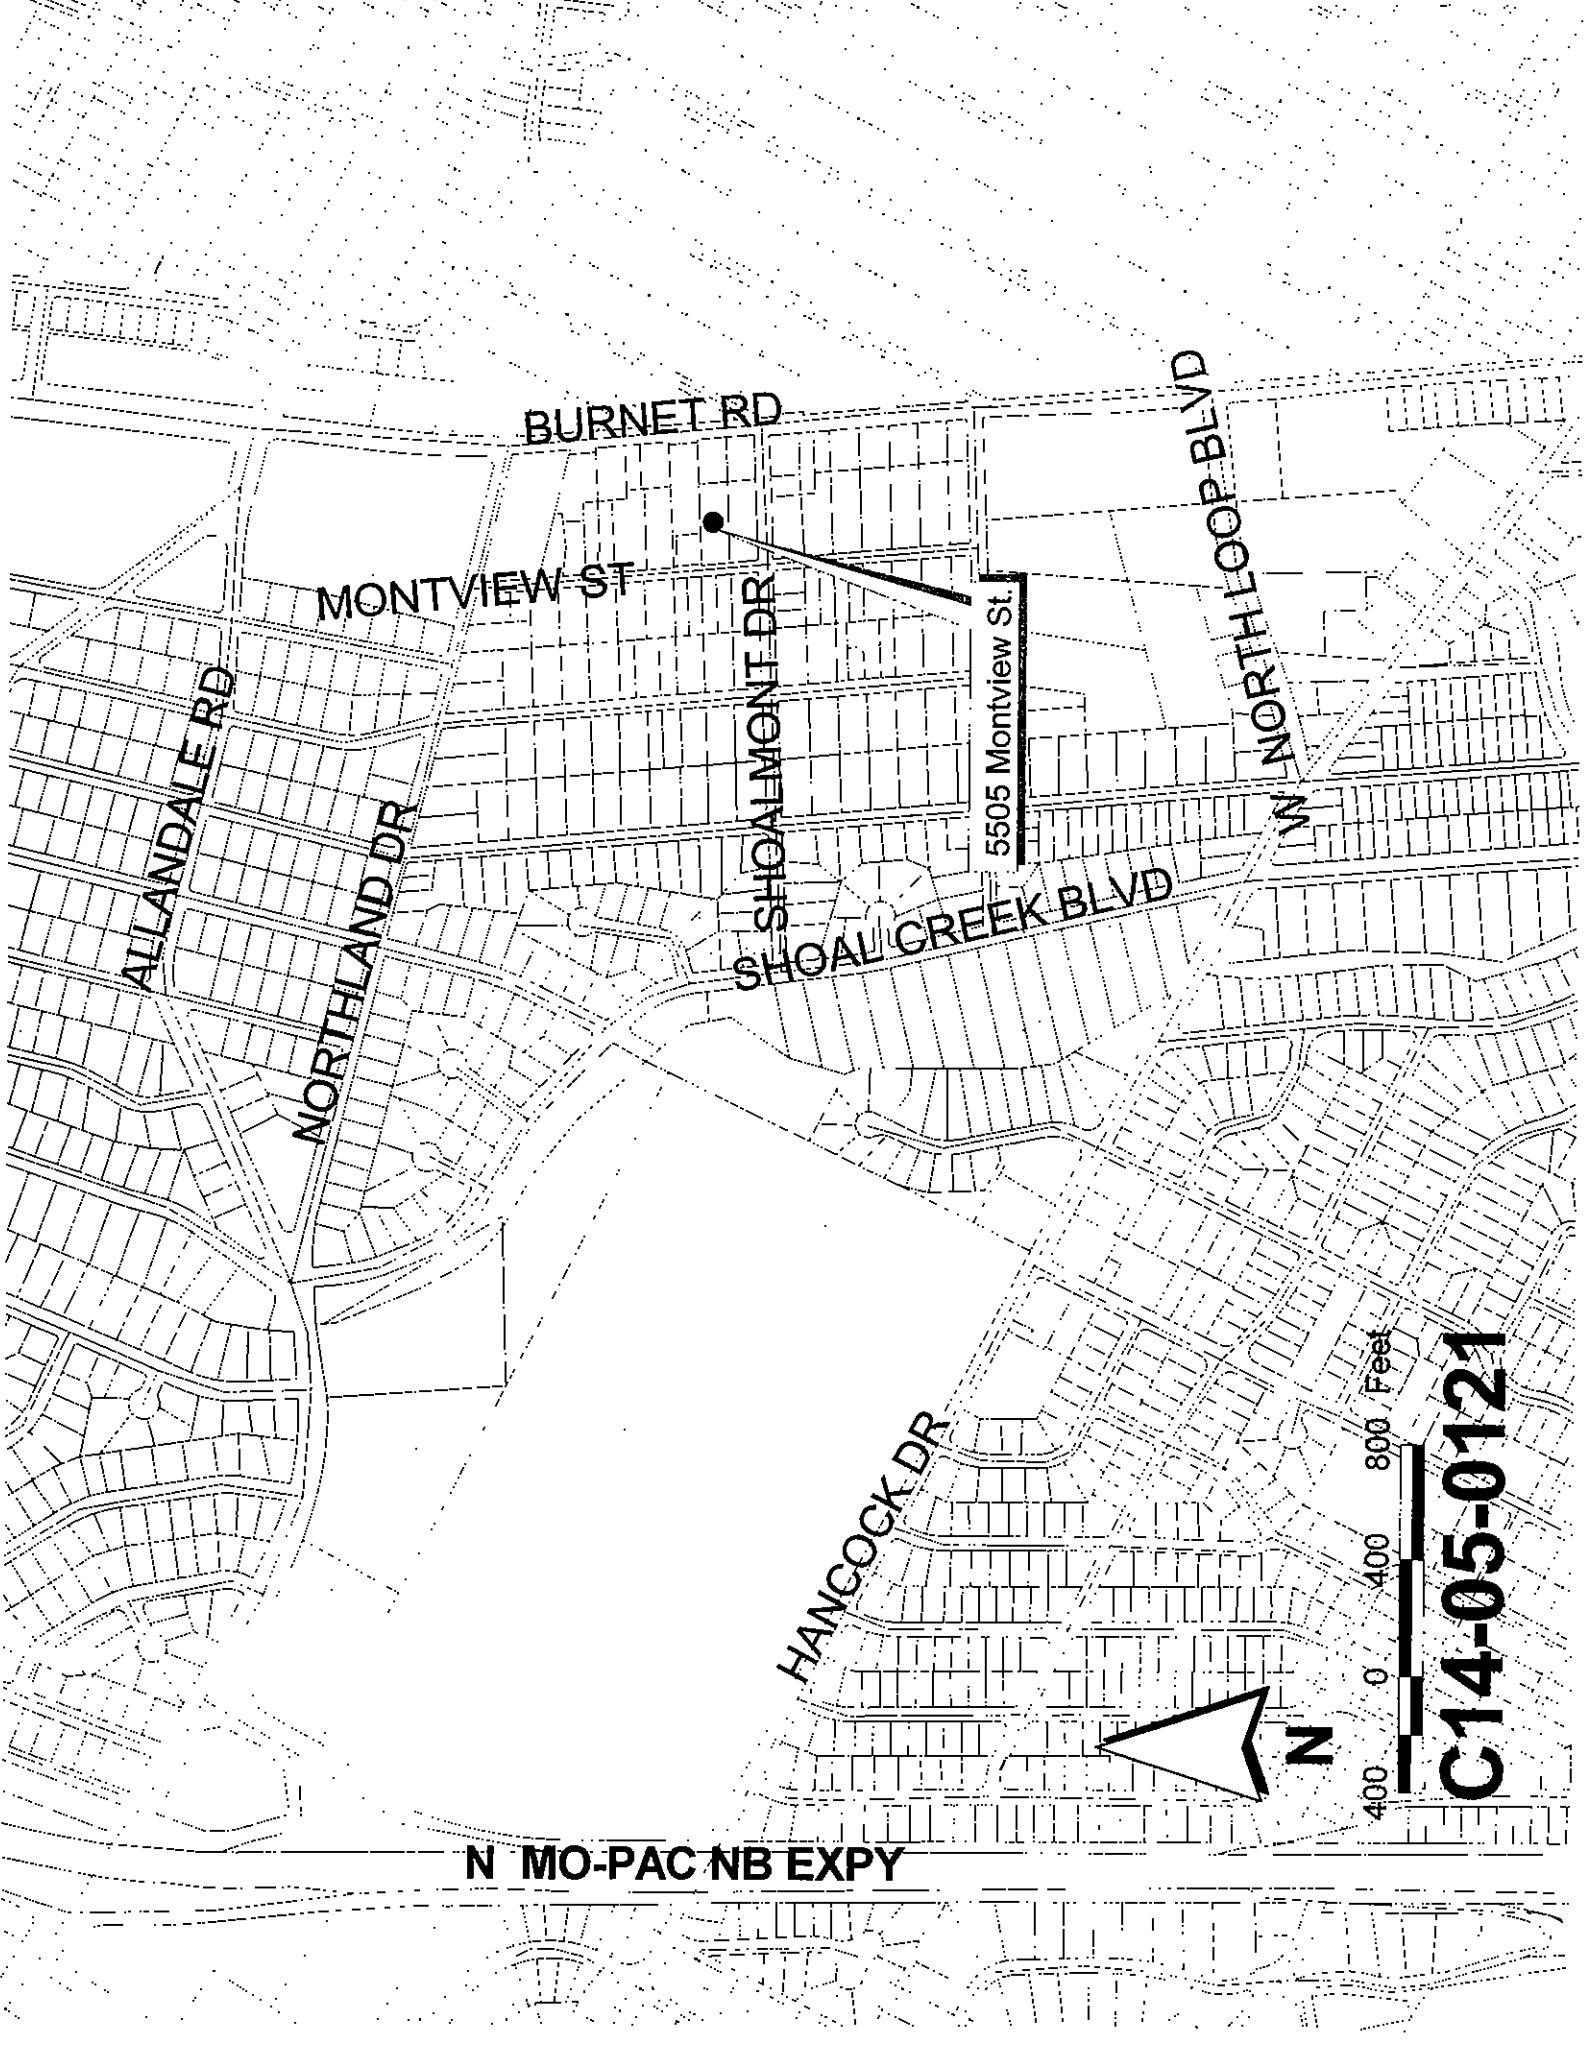 BURNET RD
MONTVIEW ST
ALLANDALE RD
NORTHLAND DR
SHOALMONT DR
5505 Montview St.
W NORTH LOOP BLVD
SHOAL CREEK BLVD
HANCOCK DR
N MO-PAC NB EXPY
N
400 0 400 800 Feet
C14-05-0121